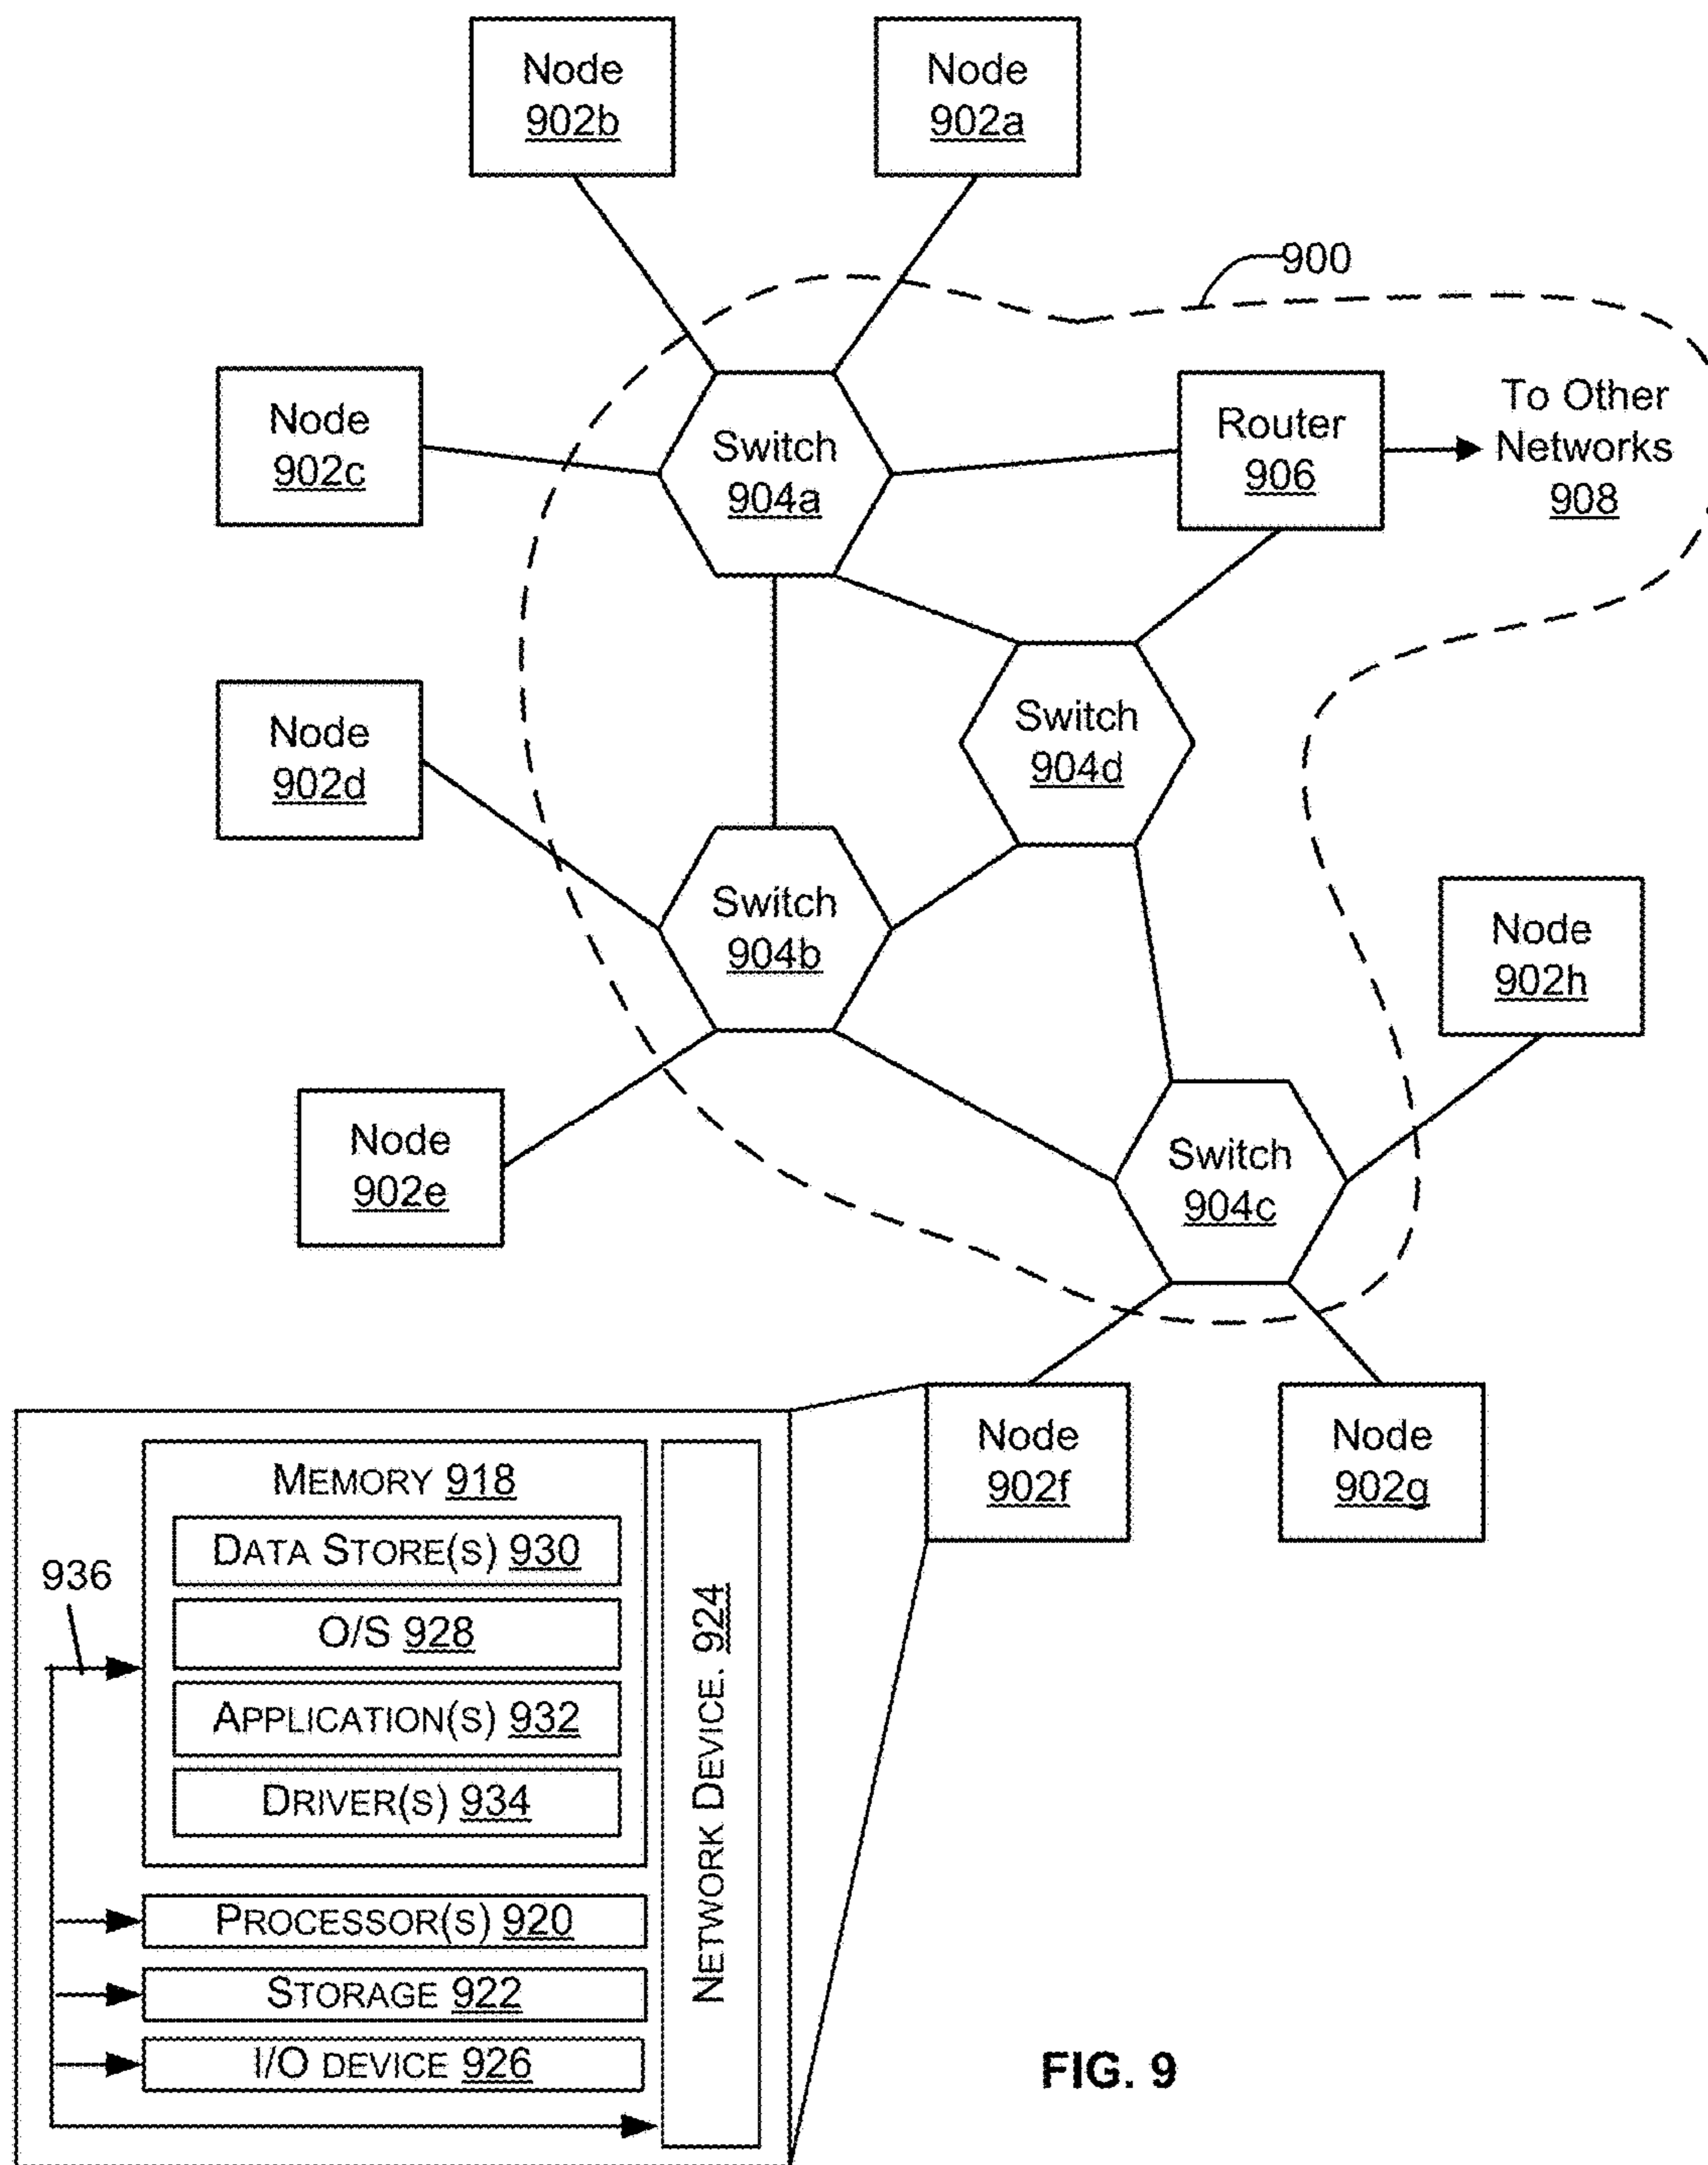 Node
902b
Node
902a
900
Node
902c
Switch
904a
Router
906
To Other
Networks
908
Node
902d
Switch
904d
Switch
904b
Node
902h
Node
902e
Switch
904c
Node
902f
Node
902g
MEMORY 918
DATA STORE(S) 930
936
O/S 928
APPLICATION(S) 932
DRIVER(S) 934
NETWORK DEVICE. 924
PROCESSOR(S) 920
STORAGE 922
I/O DEVICE 926
FIG. 9